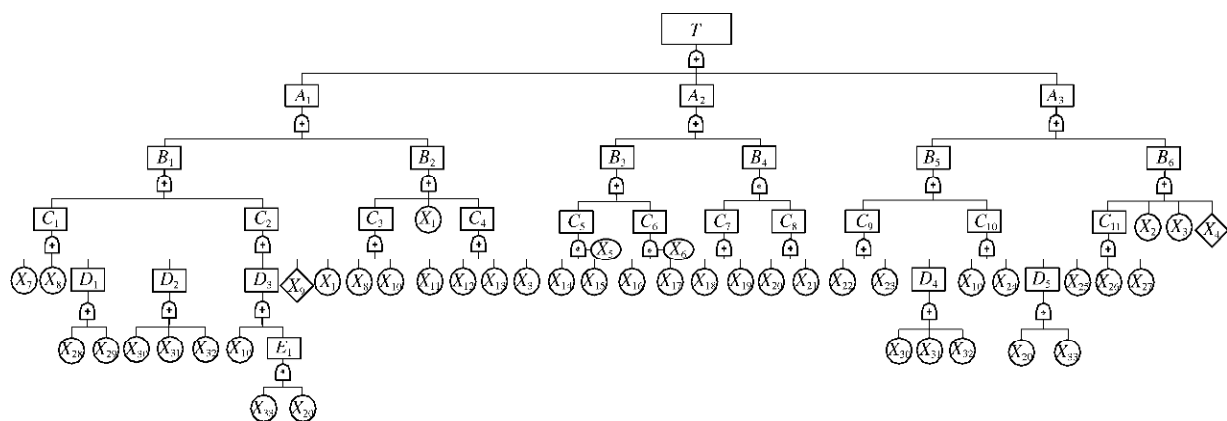 T
A1 A2 A3
B1 B2 B3 B4 B5 B6
C1 C2 C3 X1 C4 C5 X5 C6 X6 C7 C8 C9 C10 C11 X2 X3 X4
X7 X8 D1 D2 D3 X9 X1 X8 X10 X11 X12 X13 X3 X14 X15 X16 X17 X18 X19 X20 X21 X22 X23 D4 X10 X24 D5 X25 X26 X27
X28 X29 X30 X31 X32 X10 E1 X30 X31 X32 X20 X33
X33 X20